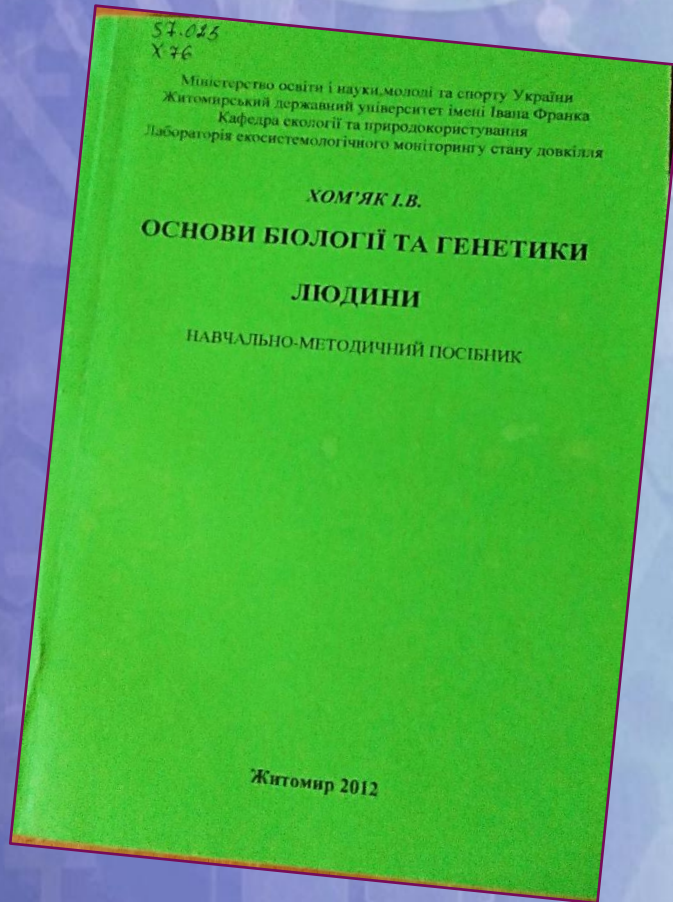 57.025
Х 76
Міністерство освіти і науки,молоді та спорту України
Житомирський державний університет імені Івана Франка
Кафедра екології та природокористування
Лабораторія екосистемологічного моніторингу стану довкілля
ХОМ’ЯК І.В.
ОСНОВИ БІОЛОГІЇ ТА ГЕНЕТИКИ
ЛЮДИНИ
НАВЧАЛЬНО-МЕТОДИЧНИЙ ПОСІБНИК
Житомир 2012